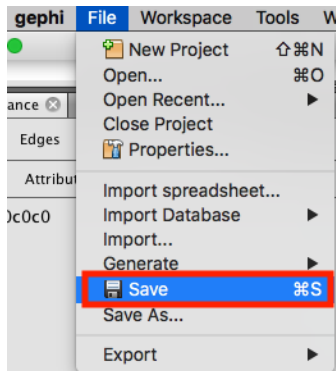 gephi File Workspace Tools W
New Project ⇧⌘N
Open... ⌘O
ance Open Recent... ▶
Close Project
Edges Properties...
Attribut
Import spreadsheet...
0c0c0 Import Database ▶
Import...
Generate ▶
Save ⌘S
Save As...
Export ▶